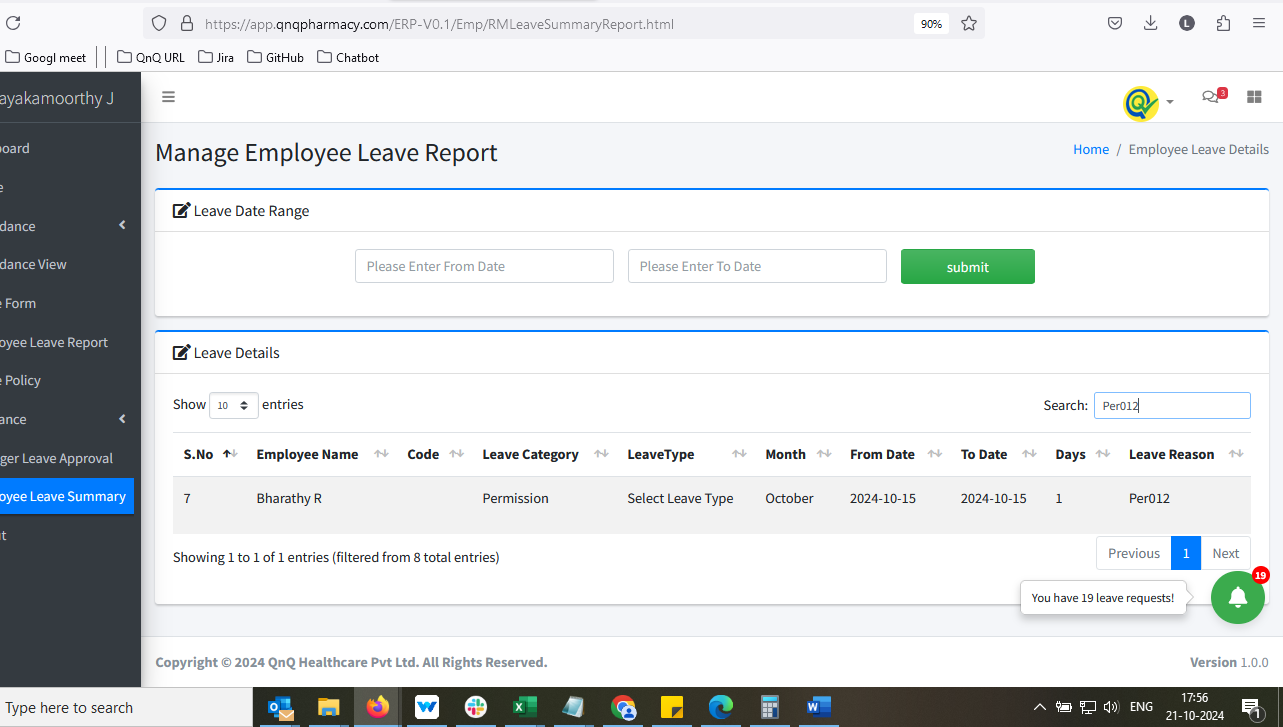 https://app.qnqpharmacy.com/ERP-V0.1/Emp/RMLeaveSummaryReport.html 90% L
Googl meet QnQ URL Jira GitHub Chatbot
ayakamoorthy J
3
oard
e
dance
dance View
e Form
oyee Leave Report
e Policy
ance
ger Leave Approval
oyee Leave Summary
t
Manage Employee Leave Report
Home / Employee Leave Details
Leave Date Range
Please Enter From Date Please Enter To Date submit
Leave Details
Show 10 entries Search: Per012
S.No Employee Name Code Leave Category LeaveType Month From Date To Date Days Leave Reason
7 Bharathy R Permission Select Leave Type October 2024-10-15 2024-10-15 1 Per012
Showing 1 to 1 of 1 entries (filtered from 8 total entries)
Previous 1 Next
You have 19 leave requests! 19
Copyright © 2024 QnQ Healthcare Pvt Ltd. All Rights Reserved. Version 1.0.0
Type here to search
ENG 17:56
21-10-2024 1